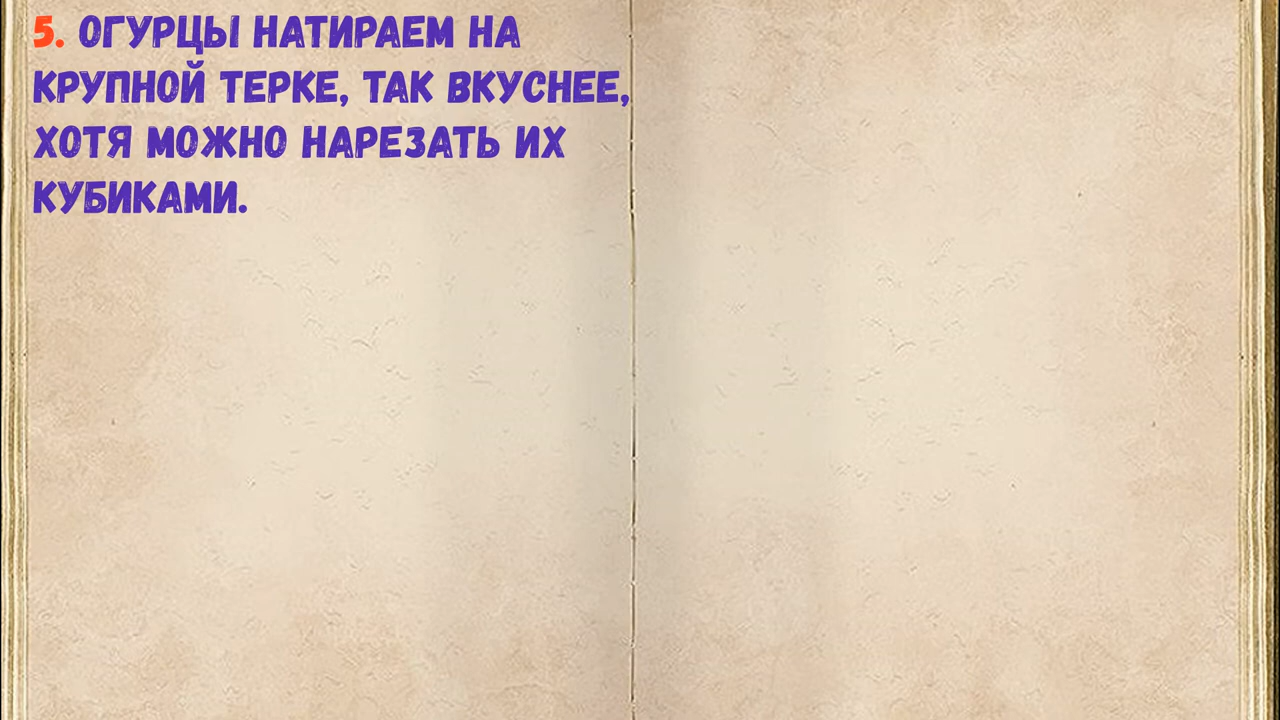 5. ОГУРЦЫ НАТИРАЕМ НА
КРУПНОЙ ТЕРКЕ, ТАК ВКУСНЕЕ,
ХОТЯ МОЖНО НАРЕЗАТЬ ИХ
КУБИКАМИ.